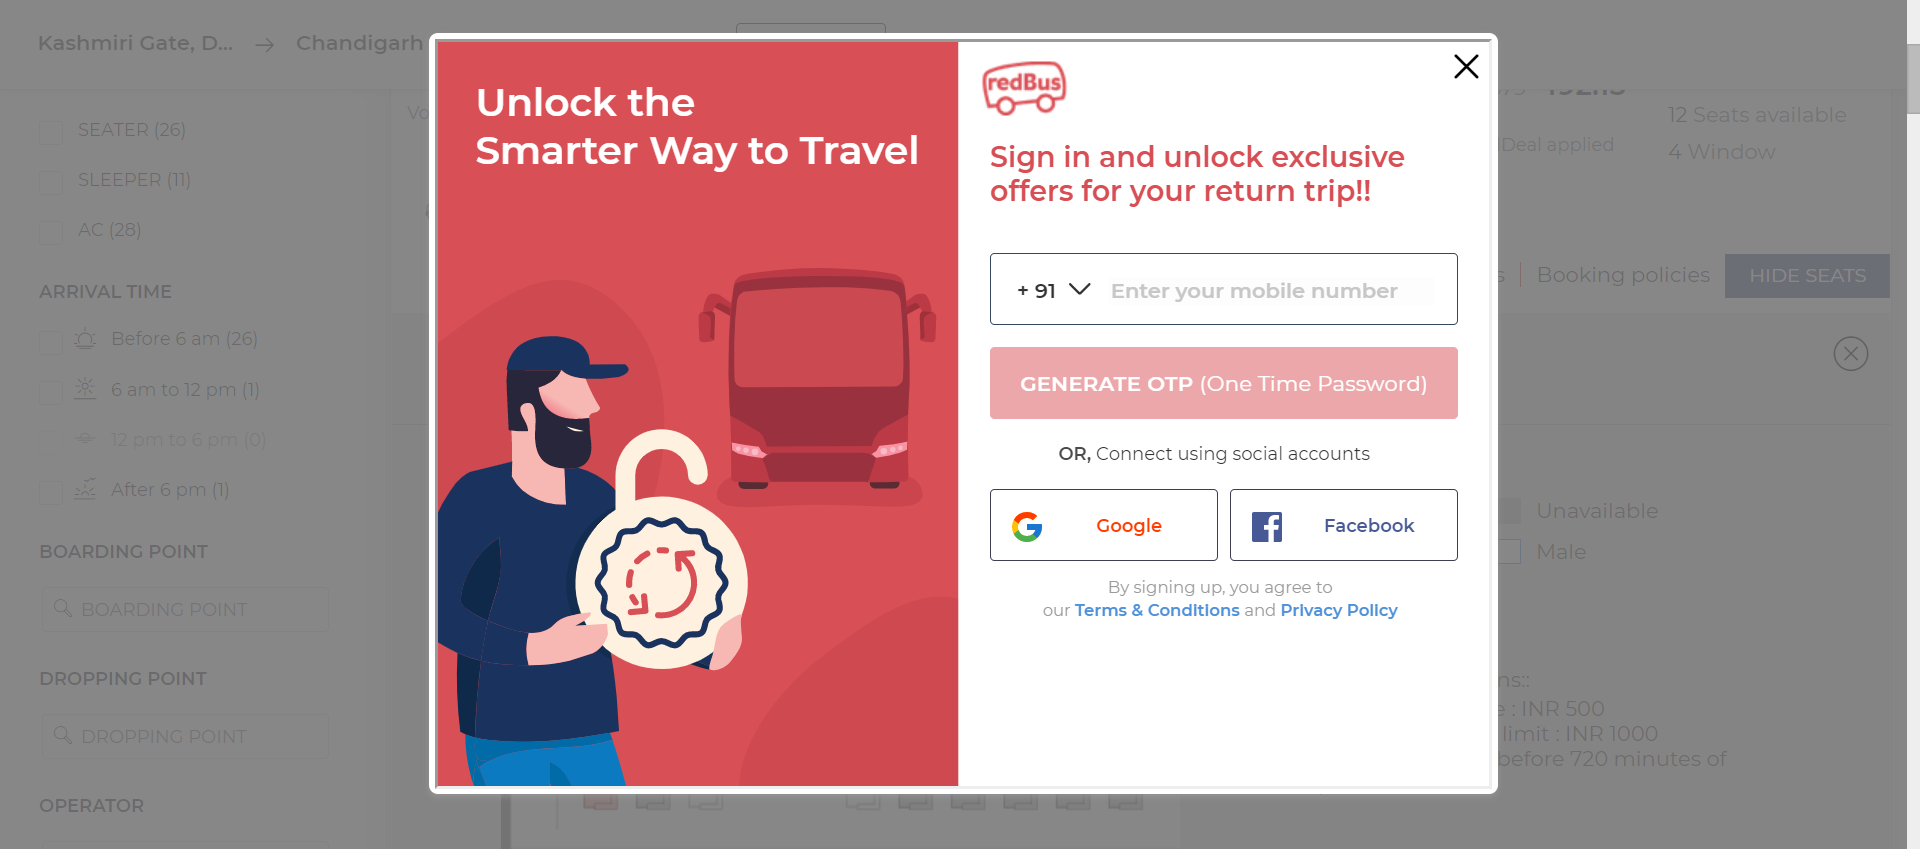 Kashmiri Gate, D...
Chandigarh
SEATER (26)
SLEEPER (11)
AC (28)
ARRIVAL TIME
Before 6 am (26)
6 am to 12 pm (1)
12 pm to 6 pm (0)
After 6 pm (1)
BOARDING POINT
BOARDING POINT
DROPPING POINT
DROPPING POINT
OPERATOR
Unlock the
Smarter Way to Travel
redBus
Sign in and unlock exclusive
offers for your return trip!!
+ 91
Enter your mobile number
GENERATE OTP (One Time Password)
OR, Connect using social accounts
Google
Facebook
By signing up, you agree to
our Terms & Conditions and Privacy Policy
12 Seats available
Deal applied
4 Window
Booking policies
HIDE SEATS
Unavailable
Male
: INR 500
limit : INR 1000
before 720 minutes of